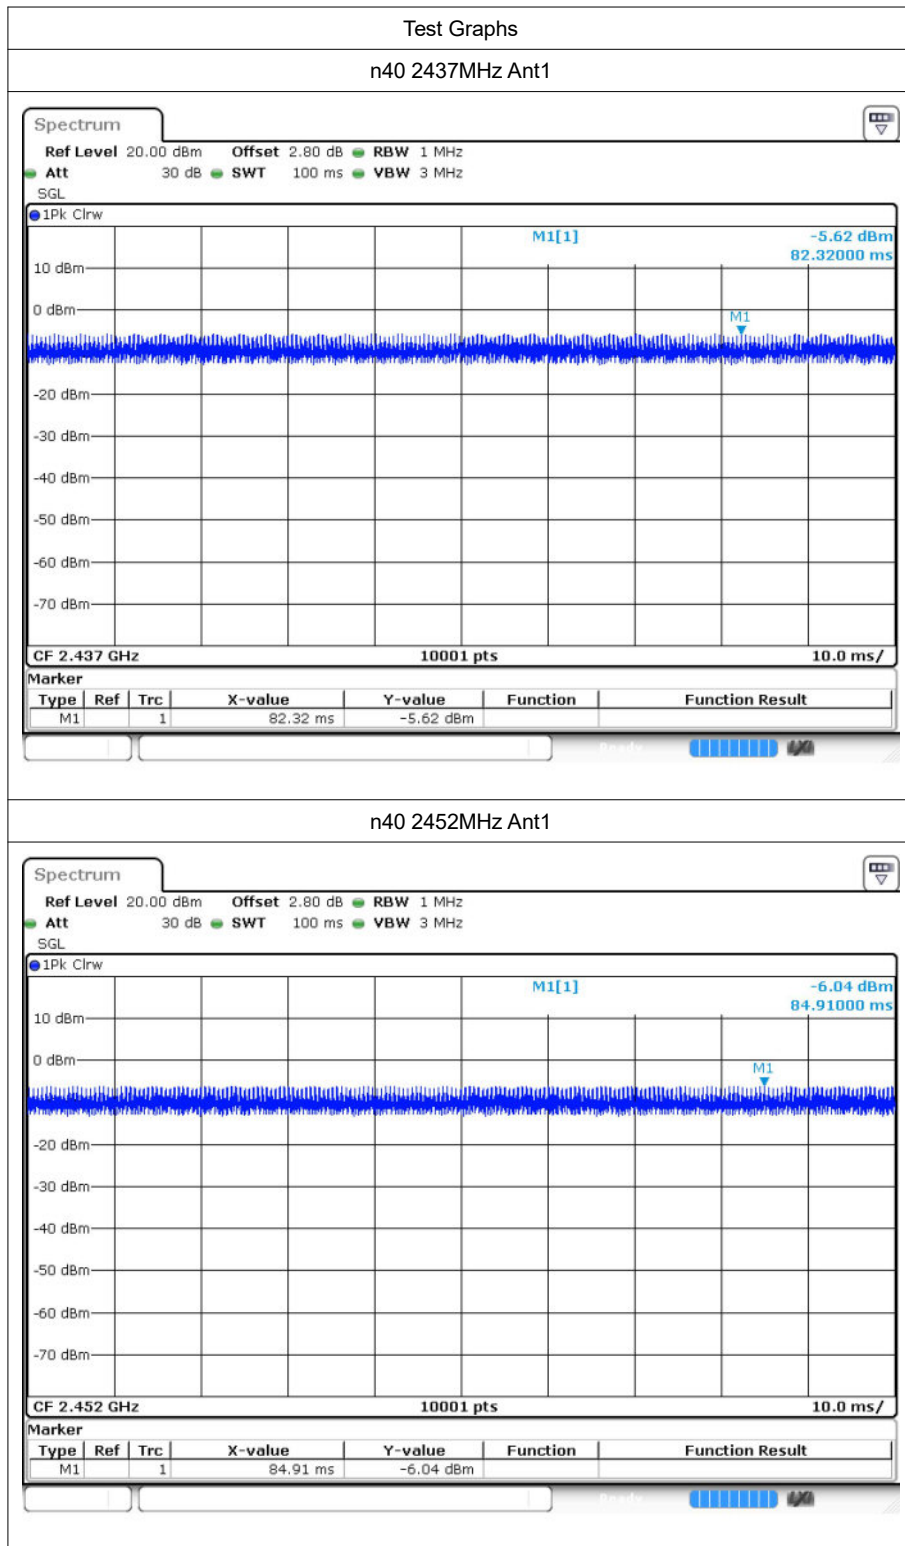 Test Graphs
n40 2437MHz Ant1
Spectrum
Ref Level 20.00 dBm Offset 2.80 dB RBW 1 MHz
Att 30 dB SWT 100 ms VBW 3 MHz
SGL
1Pk Clrw
M1[1] -5.62 dBm
82.32000 ms
10 dBm
0 dBm
M1
-20 dBm
-30 dBm
-40 dBm
-50 dBm
-60 dBm
-70 dBm
CF 2.437 GHz 10001 pts 10.0 ms/
Marker
Type Ref Trc X-value Y-value Function Function Result
M1 1 82.32 ms -5.62 dBm
n40 2452MHz Ant1
Spectrum
Ref Level 20.00 dBm Offset 2.80 dB RBW 1 MHz
Att 30 dB SWT 100 ms VBW 3 MHz
SGL
1Pk Clrw
M1[1] -6.04 dBm
84.91000 ms
10 dBm
0 dBm
M1
-20 dBm
-30 dBm
-40 dBm
-50 dBm
-60 dBm
-70 dBm
CF 2.452 GHz 10001 pts 10.0 ms/
Marker
Type Ref Trc X-value Y-value Function Function Result
M1 1 84.91 ms -6.04 dBm